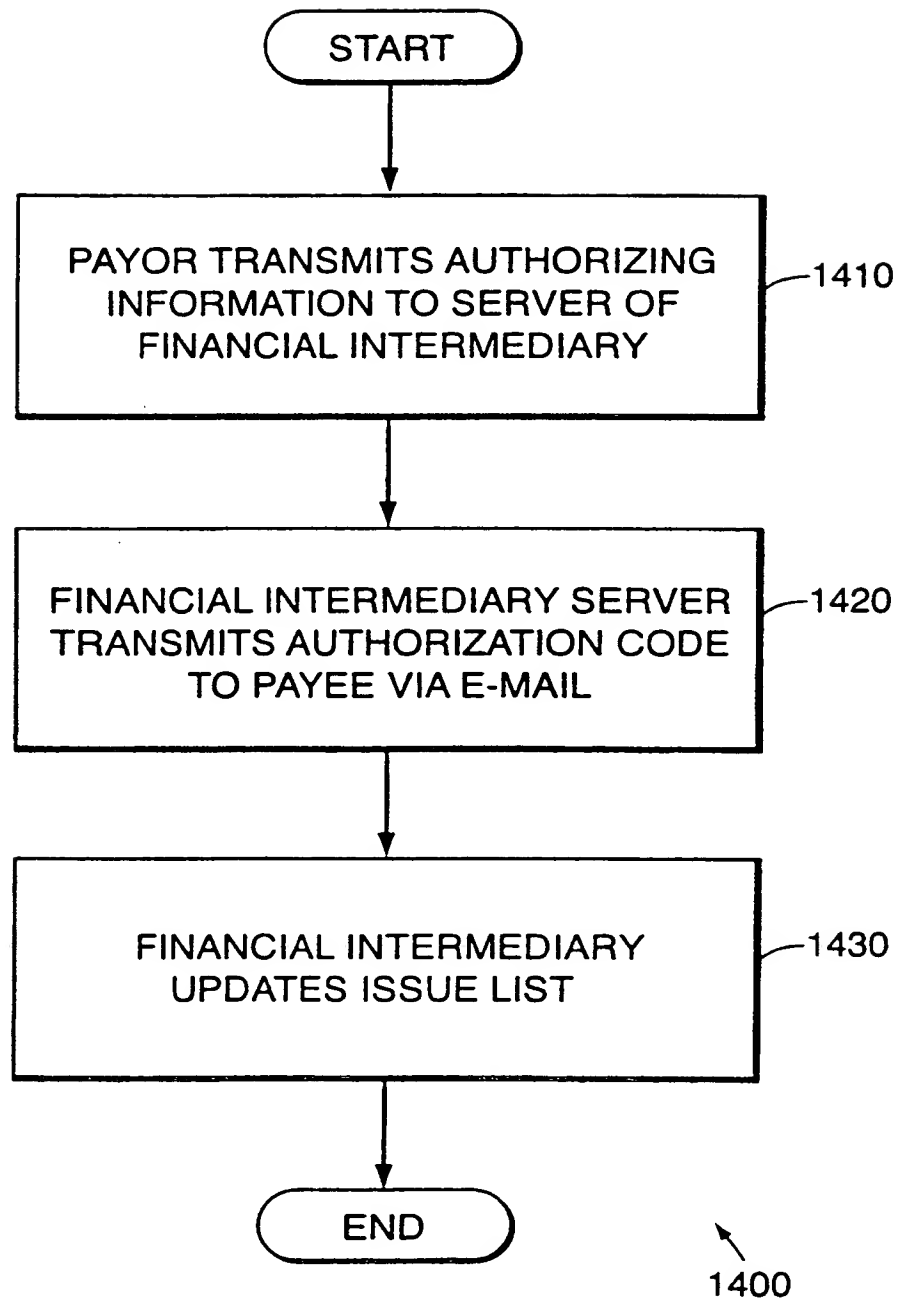 START
PAYOR TRANSMITS AUTHORIZING
INFORMATION TO SERVER OF
FINANCIAL INTERMEDIARY
1410
FINANCIAL INTERMEDIARY SERVER
TRANSMITS AUTHORIZATION CODE
TO PAYEE VIA E-MAIL
1420
FINANCIAL INTERMEDIARY
UPDATES ISSUE LIST
1430
END
1400